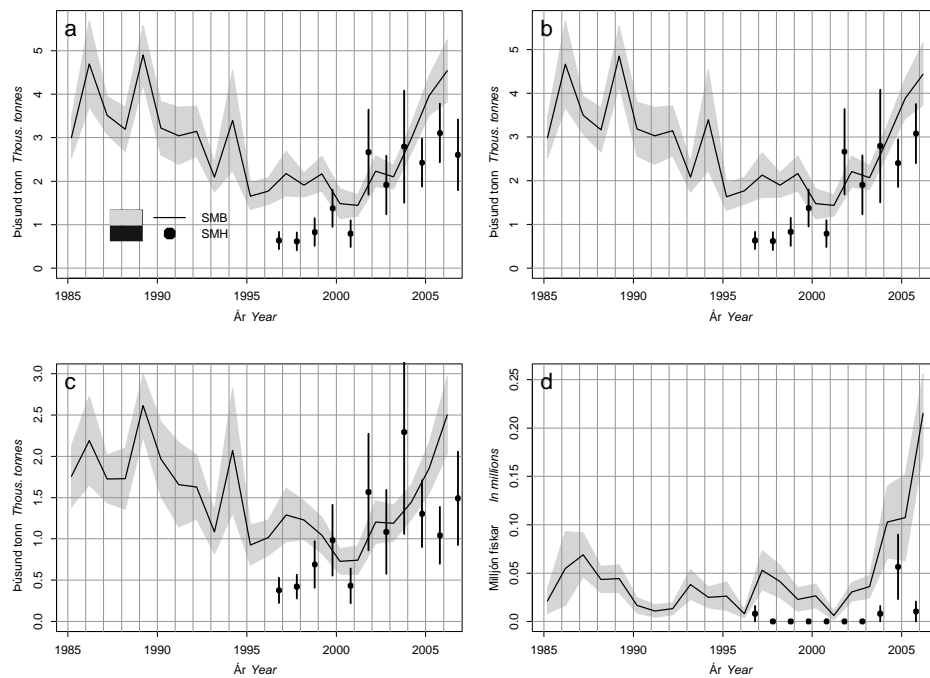 a
Þúsund tonn Thous. tonnes
0 1 2 3 4 5
SMB
SMH
1985 1990 1995 2000 2005
Ár Year
b
Þúsund tonn Thous. tonnes
0 1 2 3 4 5
1985 1990 1995 2000 2005
Ár Year
c
Þúsund tonn Thous. tonnes
0.0 0.5 1.0 1.5 2.0 2.5 3.0
1985 1990 1995 2000 2005
Ár Year
d
Milljón fiskar In millions
0.0 0.05 0.10 0.15 0.20 0.25
1985 1990 1995 2000 2005
Ár Year